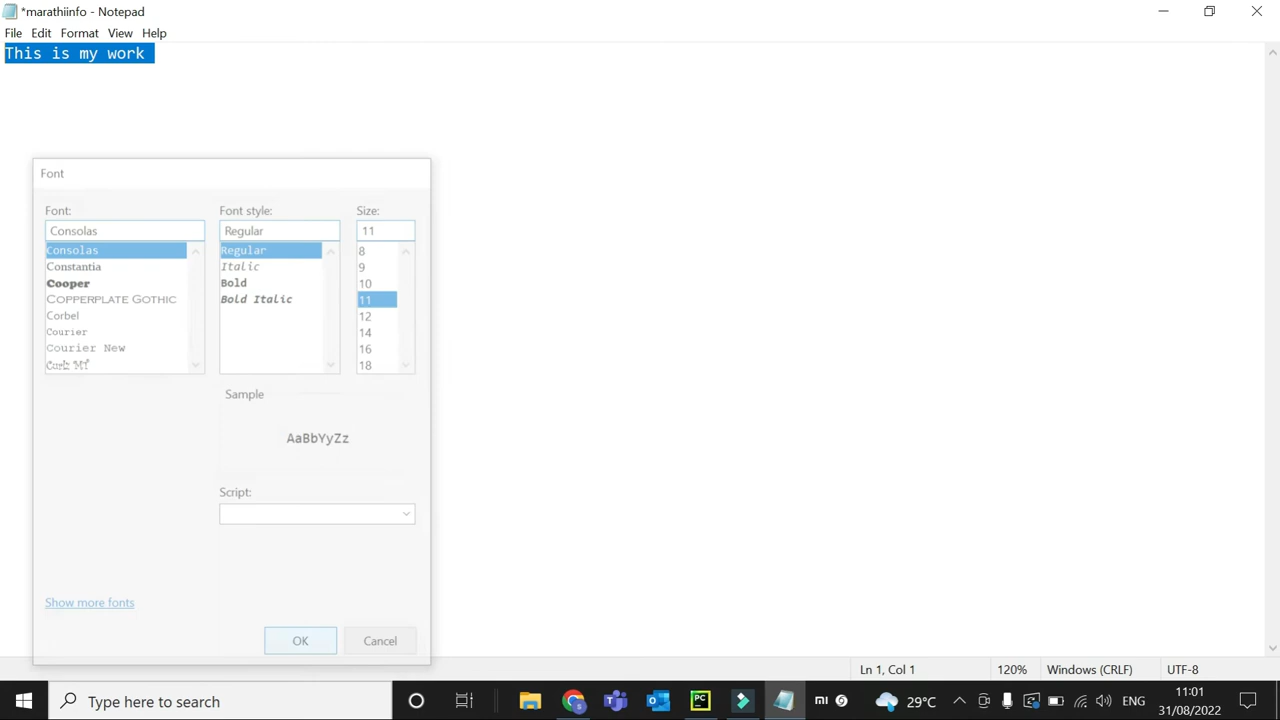 *marathiinfo - Notepad
File Edit Format View Help
This is my work
Font
Font: Font style: Size:
Consolas Regular 11
Consolas Regular 8
Constantia Italic 9
Cooper Bold 10
COPPERPLATE GOTHIC Bold Italic 11
Corbel 12
Courier 14
Courier New 16
Curlz MT 18
Sample
AaBbYyZz
Script:
Show more fonts
OK Cancel
Ln 1, Col 1 120% Windows (CRLF) UTF-8
Type here to search
mi 29°C ENG 11:01
31/08/2022